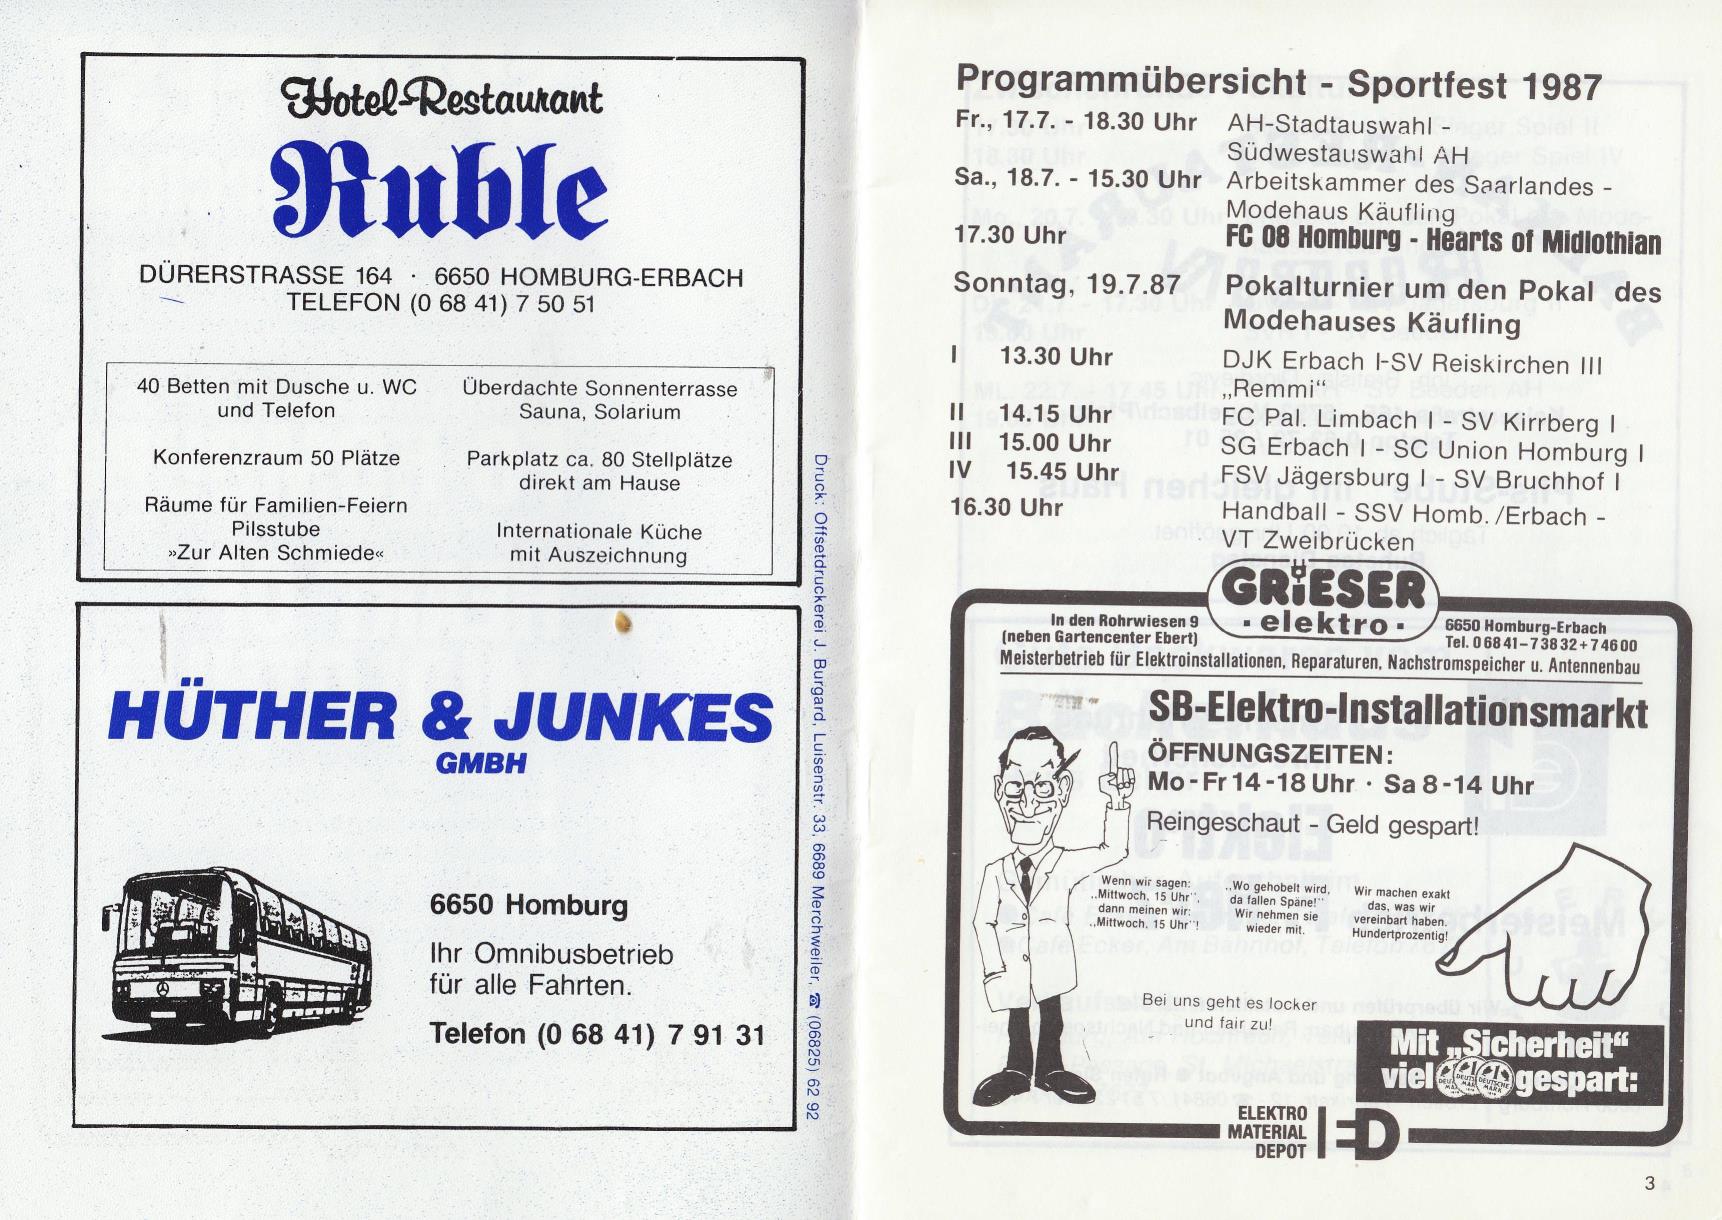 Hotel-Restaurant
Ruble
DÜRERSTRASSE 164 · 6650 HOMBURG-ERBACH
TELEFON (0 68 41) 7 50 51
40 Betten mit Dusche u. WC
und Telefon
Konferenzraum 50 Plätze
Räume für Familien-Feiern
Pilsstube
»Zur Alten Schmiede«
Überdachte Sonnenterrasse
Sauna, Solarium
Parkplatz ca. 80 Stellplätze
direkt am Hause
Internationale Küche
mit Auszeichnung
HÜTHER & JUNKES
GMBH
6650 Homburg
Ihr Omnibusbetrieb
für alle Fahrten.
Telefon (0 68 41) 7 91 31
Druck: Offsetdruckerei J. Burgard, Luisenstr. 33, 6689 Merchweiler, ☎ (06825) 62 92
Programmübersicht - Sportfest 1987
Fr., 17.7. - 18.30 Uhr AH-Stadtauswahl -
Südwestauswahl AH
Sa., 18.7. - 15.30 Uhr Arbeitskammer des Saarlandes -
Modehaus Käufling
17.30 Uhr FC 08 Homburg - Hearts of Midlothian
Sonntag, 19.7.87 Pokalturnier um den Pokal des
Modehauses Käufling
I 13.30 Uhr DJK Erbach I-SV Reiskirchen III
„Remmi“
II 14.15 Uhr FC Pal. Limbach I - SV Kirrberg I
III 15.00 Uhr SG Erbach I - SC Union Homburg I
IV 15.45 Uhr FSV Jägersburg I - SV Bruchhof I
16.30 Uhr Handball - SSV Homb./Erbach -
VT Zweibrücken
GRiESER
· elektro ·
In den Rohrwiesen 9
(neben Gartencenter Ebert)
6650 Homburg-Erbach
Tel. 06841-73832+74600
Meisterbetrieb für Elektroinstallationen, Reparaturen, Nachstromspeicher u. Antennenbau
SB-Elektro-Installationsmarkt
ÖFFNUNGSZEITEN:
Mo-Fr 14-18 Uhr · Sa 8-14 Uhr
Reingeschaut - Geld gespart!
Wenn wir sagen:
„Mittwoch, 15 Uhr“,
dann meinen wir:
„Mittwoch, 15 Uhr“!
„Wo gehobelt wird,
da fallen Späne!“
Wir nehmen sie
wieder mit.
Wir machen exakt
das, was wir
vereinbart haben.
Hundertprozentig!
Bei uns geht es locker
und fair zu!
Mit „Sicherheit“
viel gespart:
ELEKTRO
MATERIAL
DEPOT
3